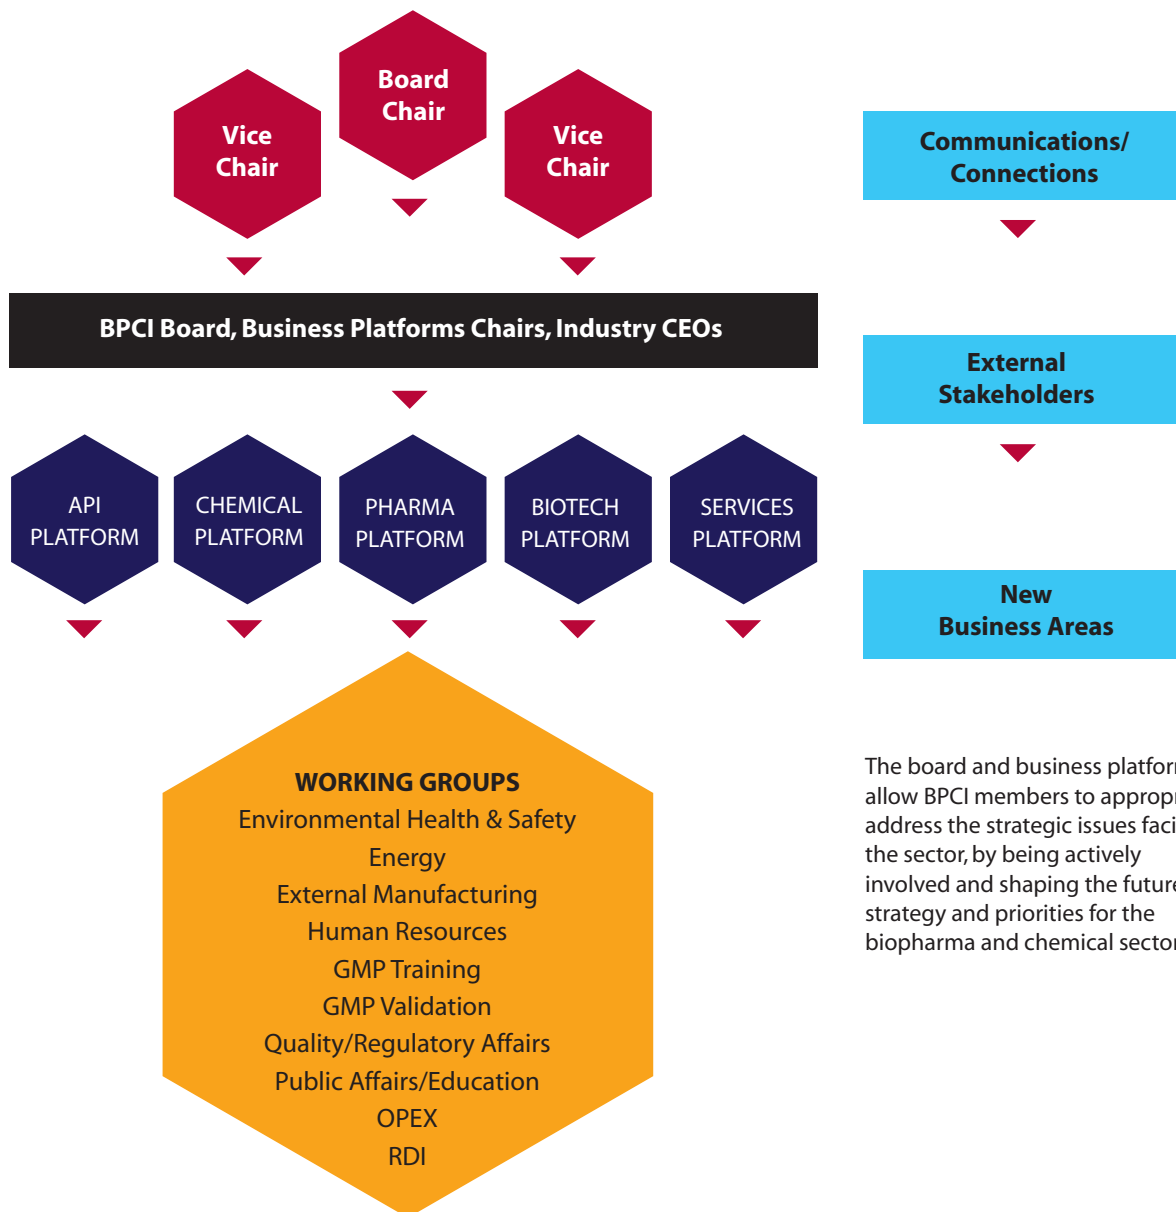 Board
Chair
Vice
Chair
Vice
Chair
BPCI Board, Business Platforms Chairs, Industry CEOs
API
PLATFORM
CHEMICAL
PLATFORM
PHARMA
PLATFORM
BIOTECH
PLATFORM
SERVICES
PLATFORM
WORKING GROUPS
Environmental Health & Safety
Energy
External Manufacturing
Human Resources
GMP Training
GMP Validation
Quality/Regulatory Affairs
Public Affairs/Education
OPEX
RDI
Communications/
Connections
External
Stakeholders
New
Business Areas
The board and business
allow BPCI members to
address the strategic issues
the sector, by being actively
involved and shaping the future
strategy and priorities for the
biopharma and chemical sector